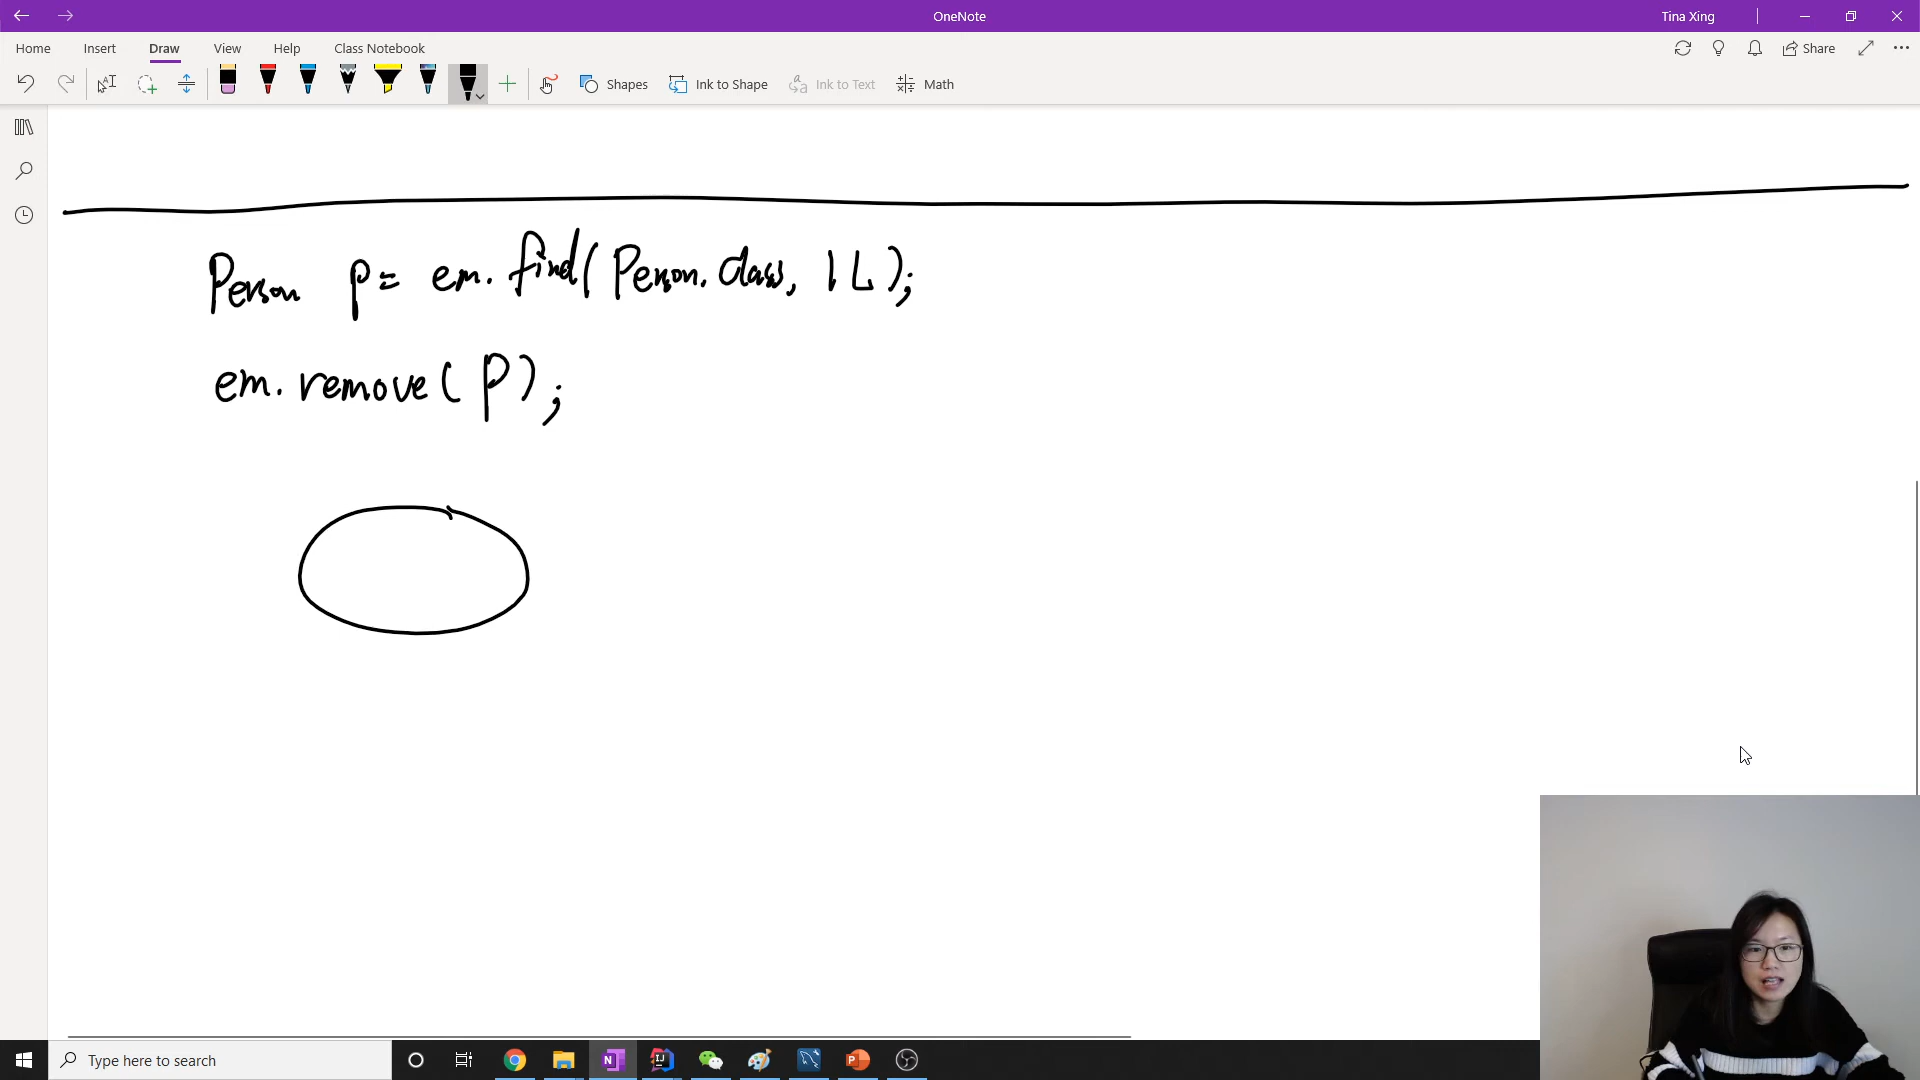 OneNote
Tina Xing
Home Insert Draw View Help Class Notebook
Share
Shapes Ink to Shape Ink to Text Math
Person p = em.find(Person.class, 1L);
em.remove(p);
Type here to search